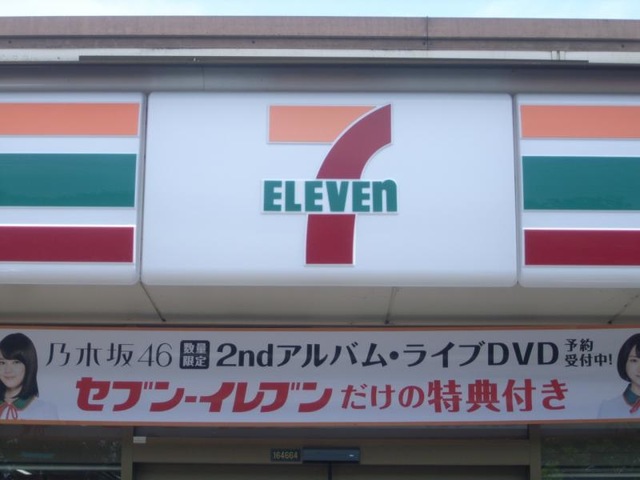 7
ELEVEn
乃木坂46 数量限定 2ndアルバム・ライブDVD 予約受付中!
セブン-イレブンだけの特典付き
164664